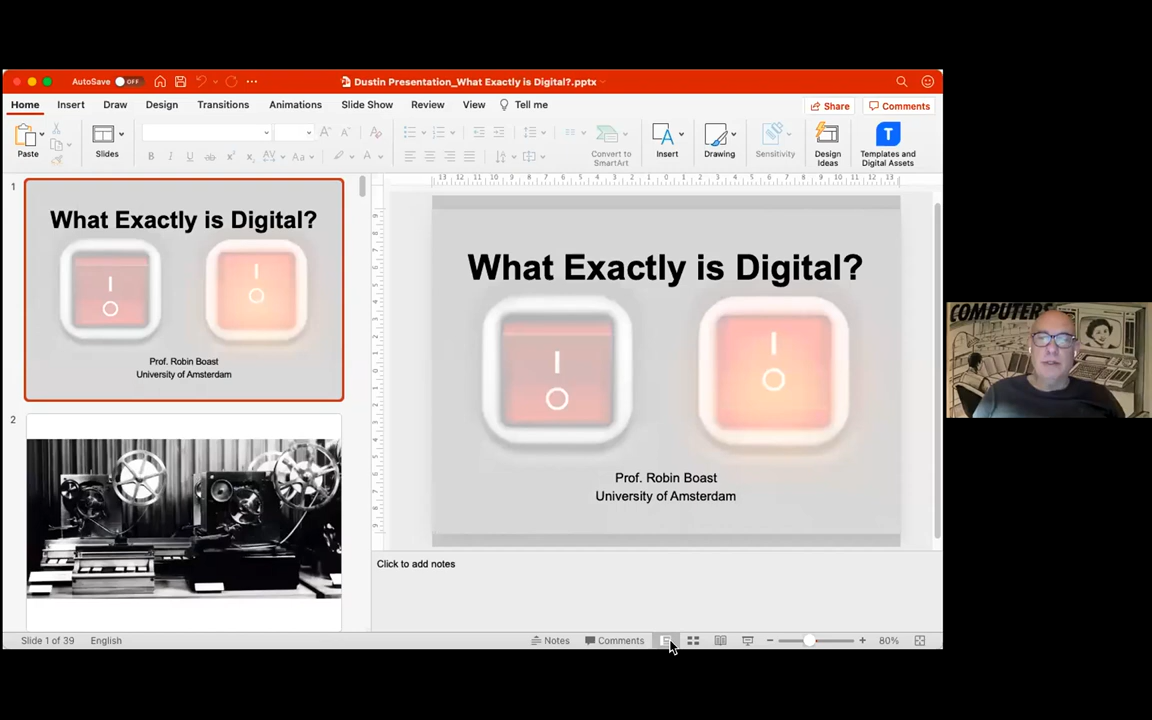 AutoSave OFF
Dustin Presentation_What Exactly is Digital?.pptx
Home Insert Draw Design Transitions Animations Slide Show Review View Tell me Share Comments
Paste Slides Convert to SmartArt Insert Drawing Sensitivity Design Ideas Templates and Digital Assets
1
What Exactly is Digital?
Prof. Robin Boast
University of Amsterdam
2
What Exactly is Digital?
Prof. Robin Boast
University of Amsterdam
Click to add notes
COMPUTERS
Slide 1 of 39 English Notes Comments 80%